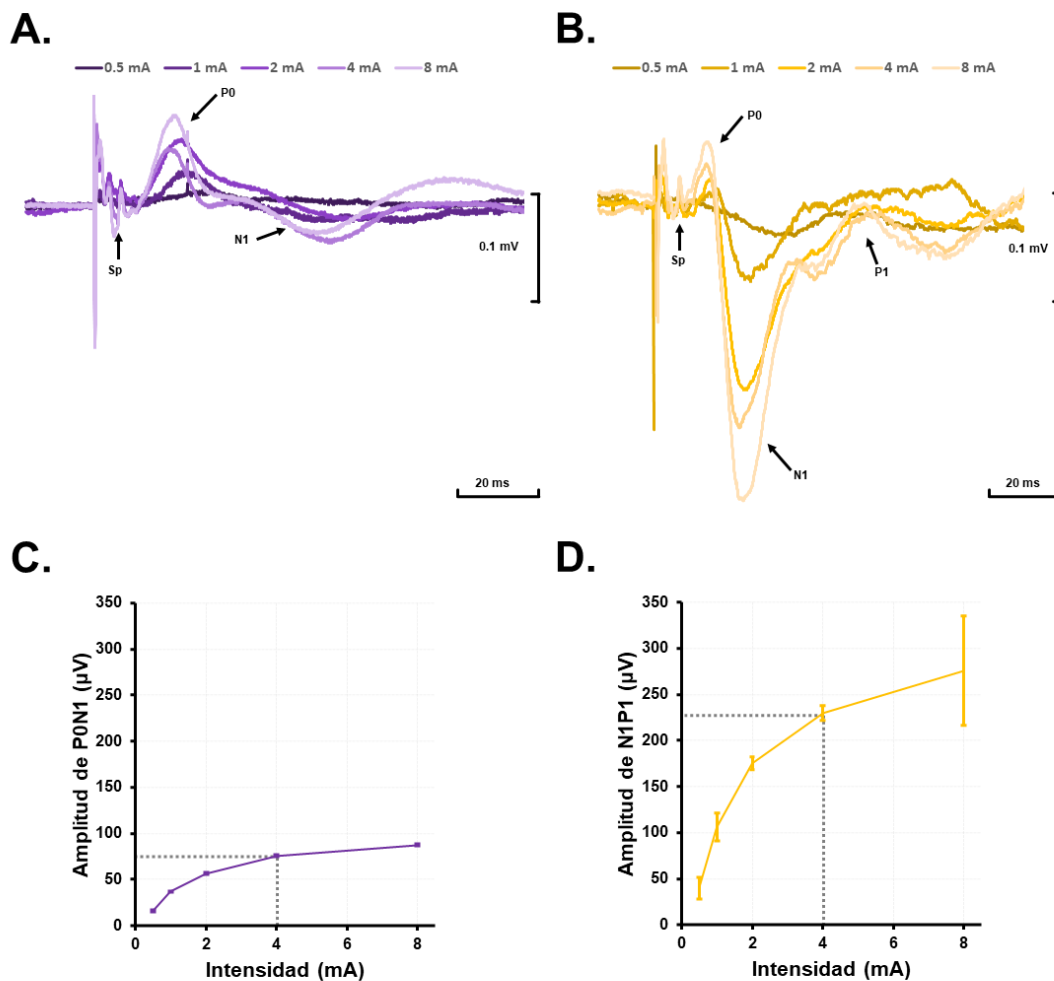 A.
0.5 mA 1 mA 2 mA 4 mA 8 mA
P0
N1
Sp
0.1 mV
20 ms
B.
0.5 mA 1 mA 2 mA 4 mA 8 mA
P0
Sp
P1
N1
0.1 mV
20 ms
C.
Amplitud de P0N1 (µV)
350
300
250
200
150
100
50
0
0 2 4 6 8
Intensidad (mA)
D.
Amplitud de N1P1 (µV)
350
300
250
200
150
100
50
0
0 2 4 6 8
Intensidad (mA)